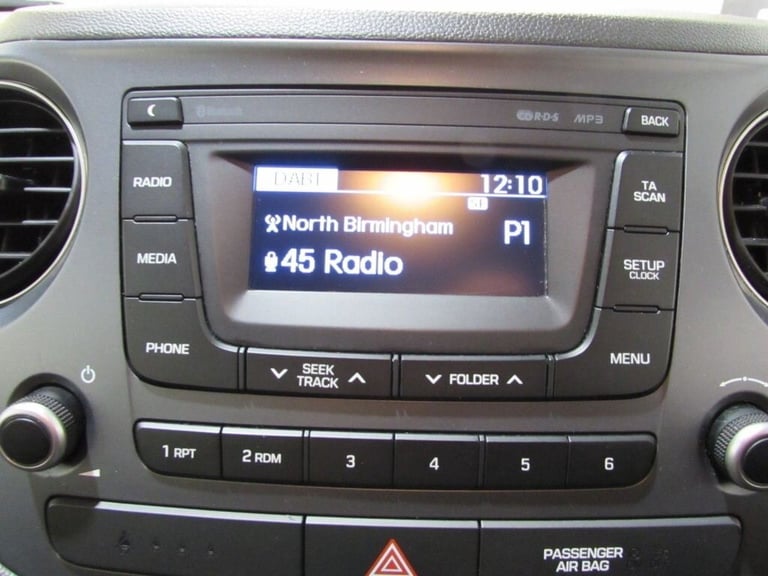 Bluetooth
R·D·S
MP3
BACK
RADIO
DAB1
12:10
TA
SCAN
North Birmingham
P1
MEDIA
45 Radio
SETUP
CLOCK
PHONE
SEEK
TRACK
FOLDER
MENU
1 RPT
2 RDM
3
4
5
6
PASSENGER
AIR BAG